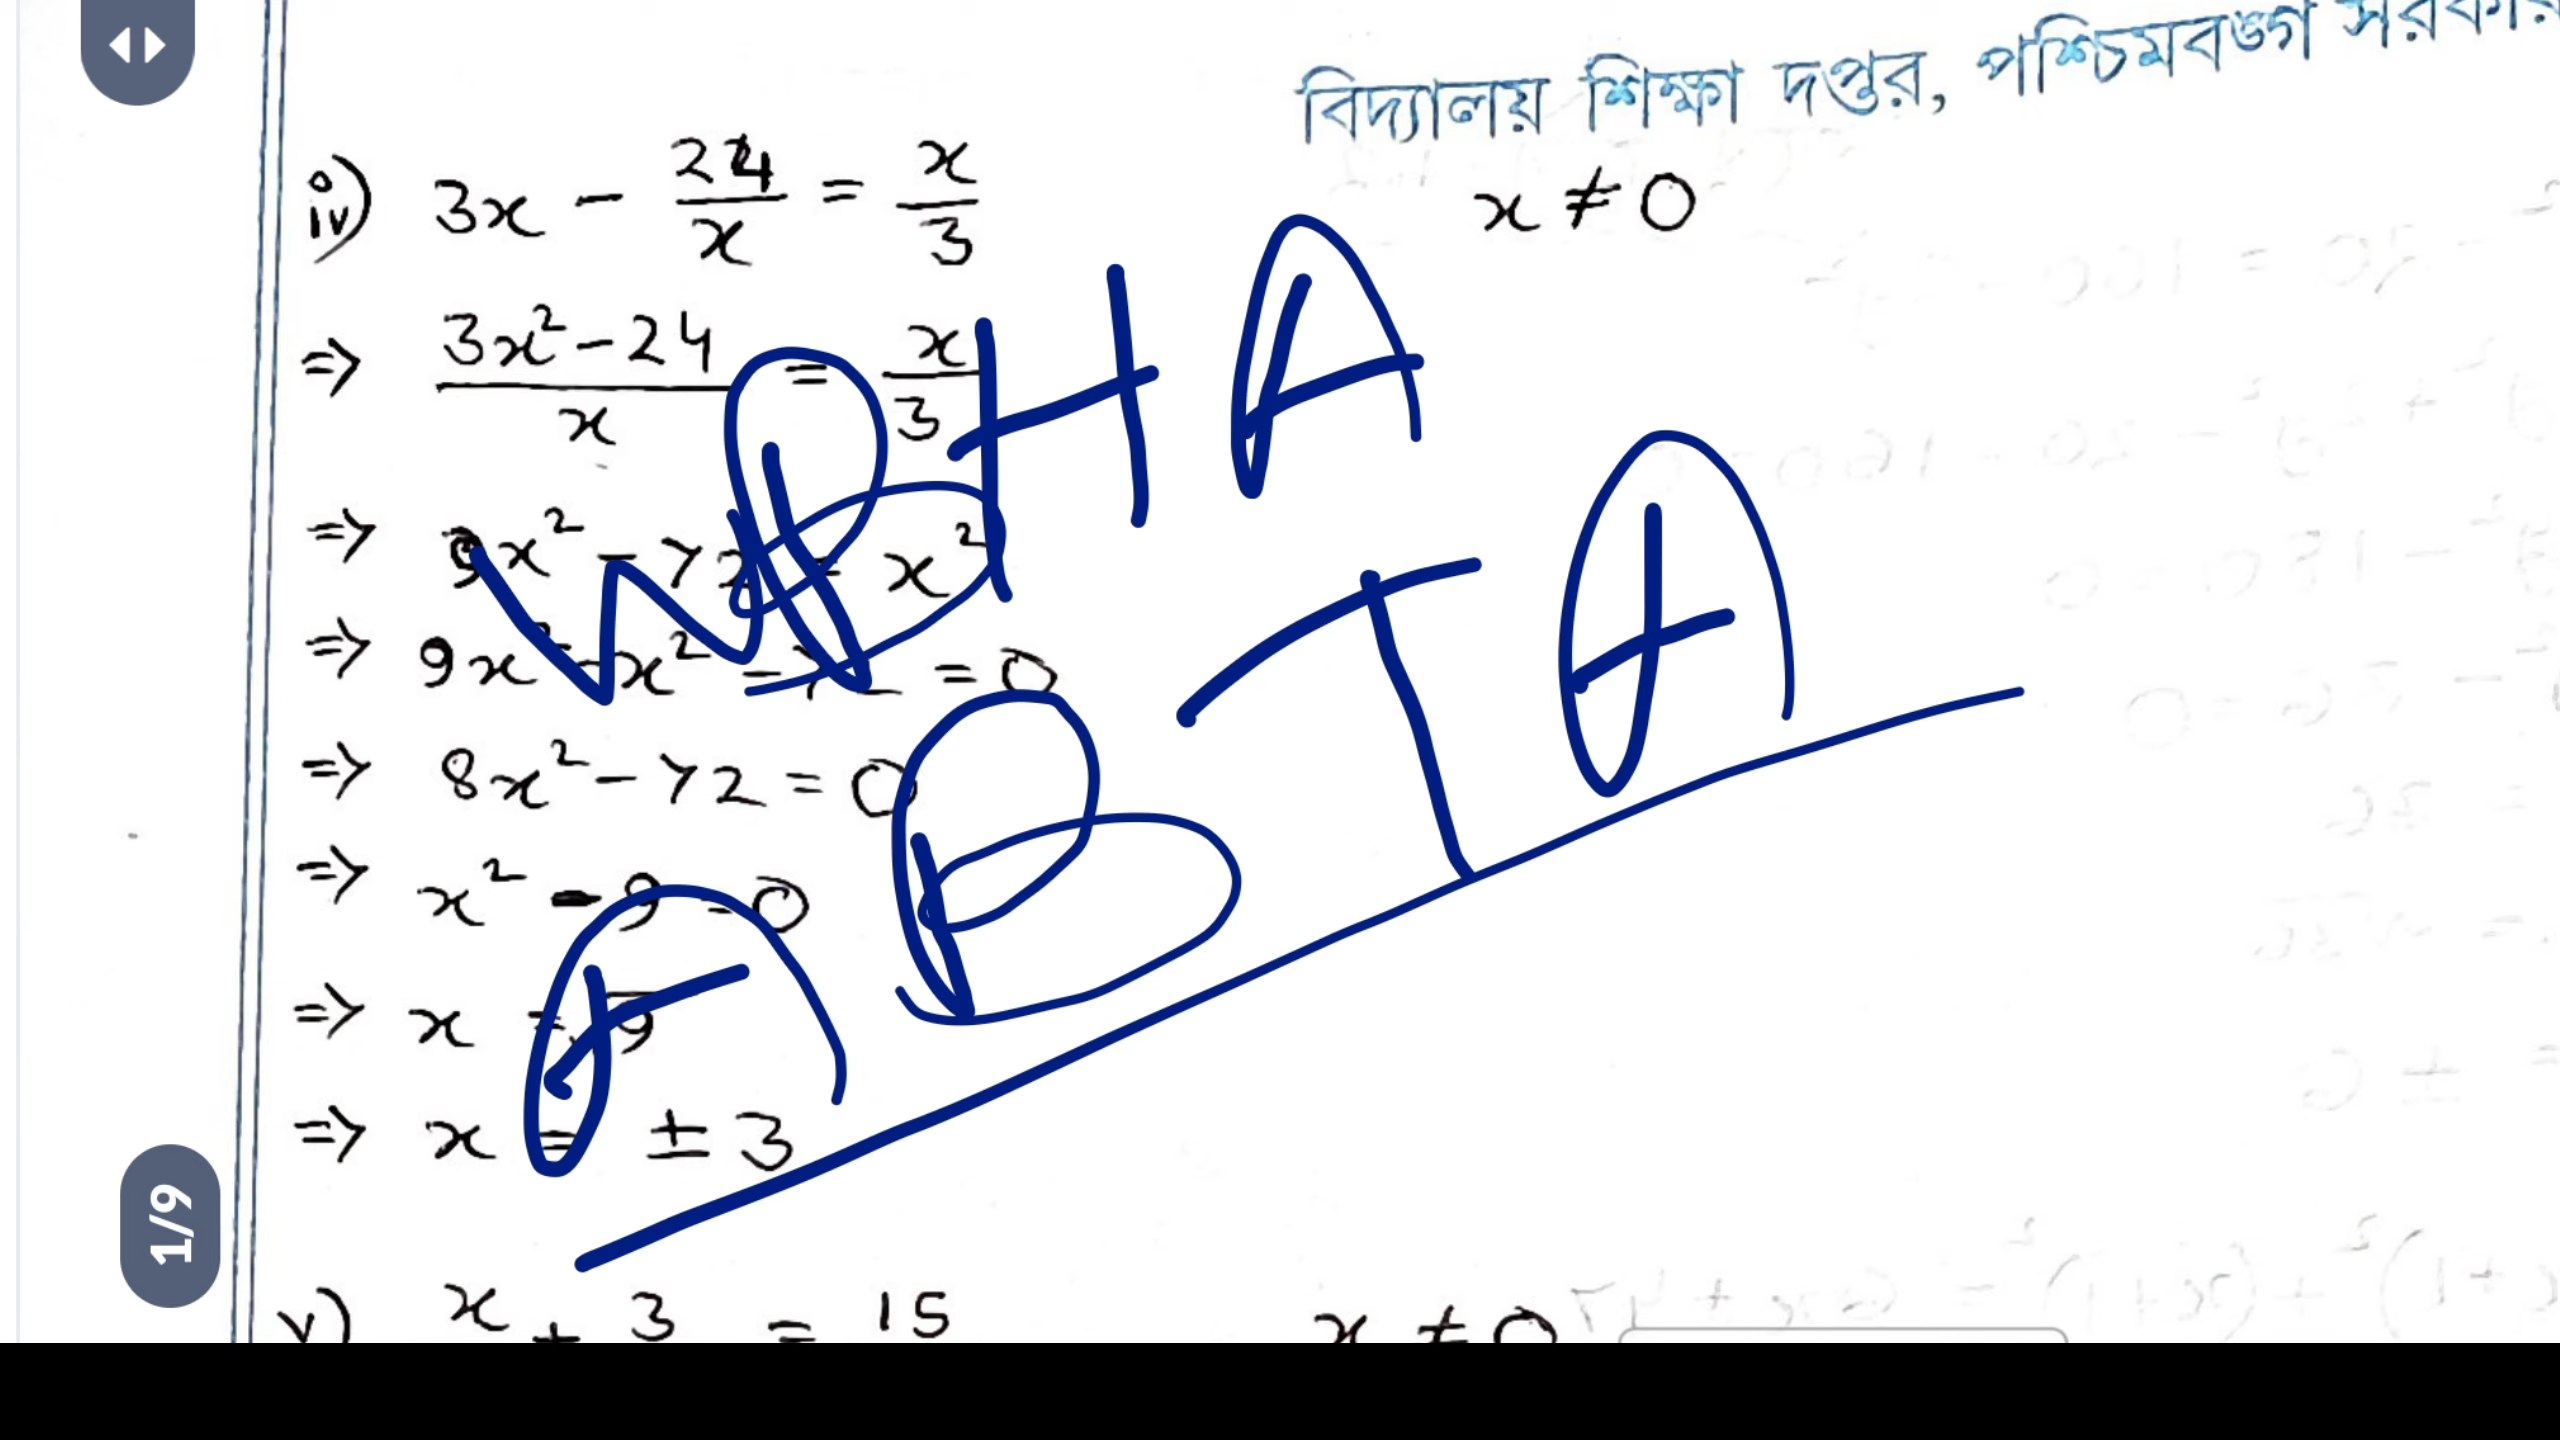 বিদ্যালয় শিক্ষা দপ্তর, পশ্চিমবঙ্গ সরকার
iv) 3x - 24/x = x/3    x ≠ 0
=> (3x² - 24)/x = x/3
=> 9x² - 72 = x²
=> 9x² - x² - 72 = 0
=> 8x² - 72 = 0
=> x² - 9 = 0
=> x = √9
=> x = ± 3
WBHA
ABTA
1/9
v) x + 3 = 15    x ≠ 0